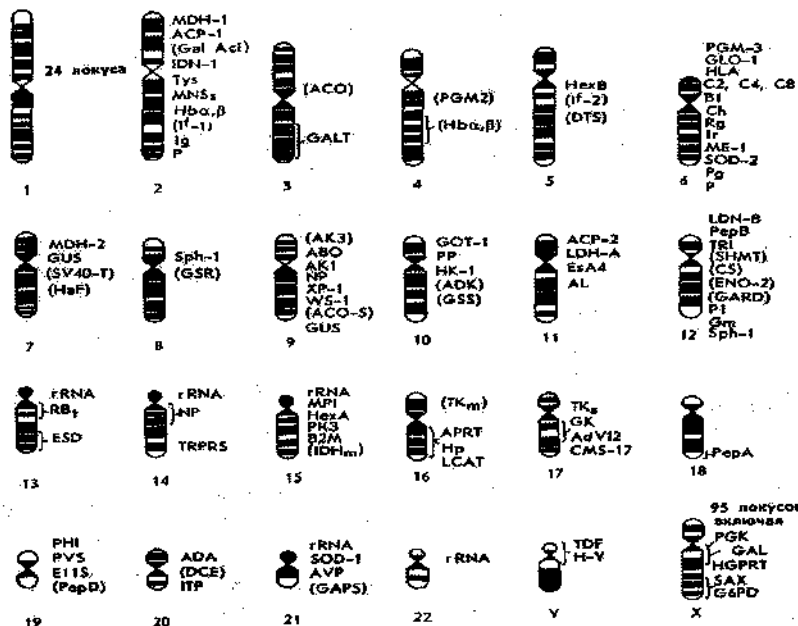 24 локуса
1
MDH-1
ACP-1
(Gal Act)
IDN-1
Tys
MNSs
Hbα,β
(If-1)
Ig
P
2
(ACO)
GALT
3
(PGM2)
(Hbα,β)
4
HexB
(If-2)
(DTS)
5
PGM-3
GLO-1
HLA
C2, C4, C8
Bf
Ch
Rg
Ir
ME-1
SOD-2
Pg
P
6
MDH-2
GUS
(SV40-T)
(HaF)
7
Sph-1
(GSR)
8
(AK3)
ABO
AK1
NP
XP-1
WS-1
(ACO-S)
GUS
9
GOT-1
PP
HK-1
(ADK)
(GSS)
10
ACP-2
LDH-A
EsA4
AL
11
LDN-B
PepB
TRI
(SHMT)
(CS)
(ENO-2)
(GARD)
P1
Gm
Sph-1
12
rRNA
RB1
ESD
13
rRNA
NP
TRPRS
14
rRNA
MPI
HexA
PK3
B2M
(IDHm)
15
(TKm)
APRT
Hp
LCAT
16
TKs
GK
AdV12
CMS-17
17
PepA
18
PHI
PVS
E11S
(PepD)
19
ADA
(DCE)
ITP
20
rRNA
SOD-1
AVP
(GAPS)
21
rRNA
22
TDF
H-Y
Y
95 локусов
включая
PGK
GAL
HGPRT
SAX
G6PD
X